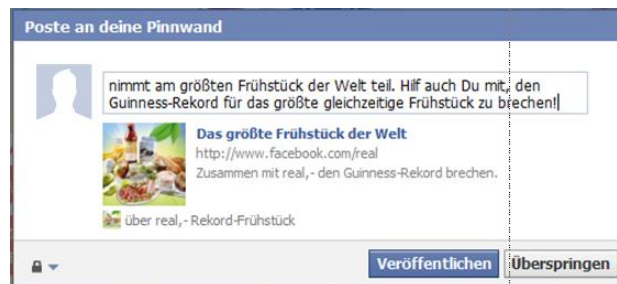 Poste an deine Pinnwand
nimmt am größten Frühstück der Welt teil. Hilf auch Du mit, den
Guinness-Rekord für das größte gleichzeitige Frühstück zu brechen!
Das größte Frühstück der Welt
http://www.facebook.com/real
Zusammen mit real,- den Guinness-Rekord brechen.
über real,- Rekord-Frühstück
Veröffentlichen Überspringen